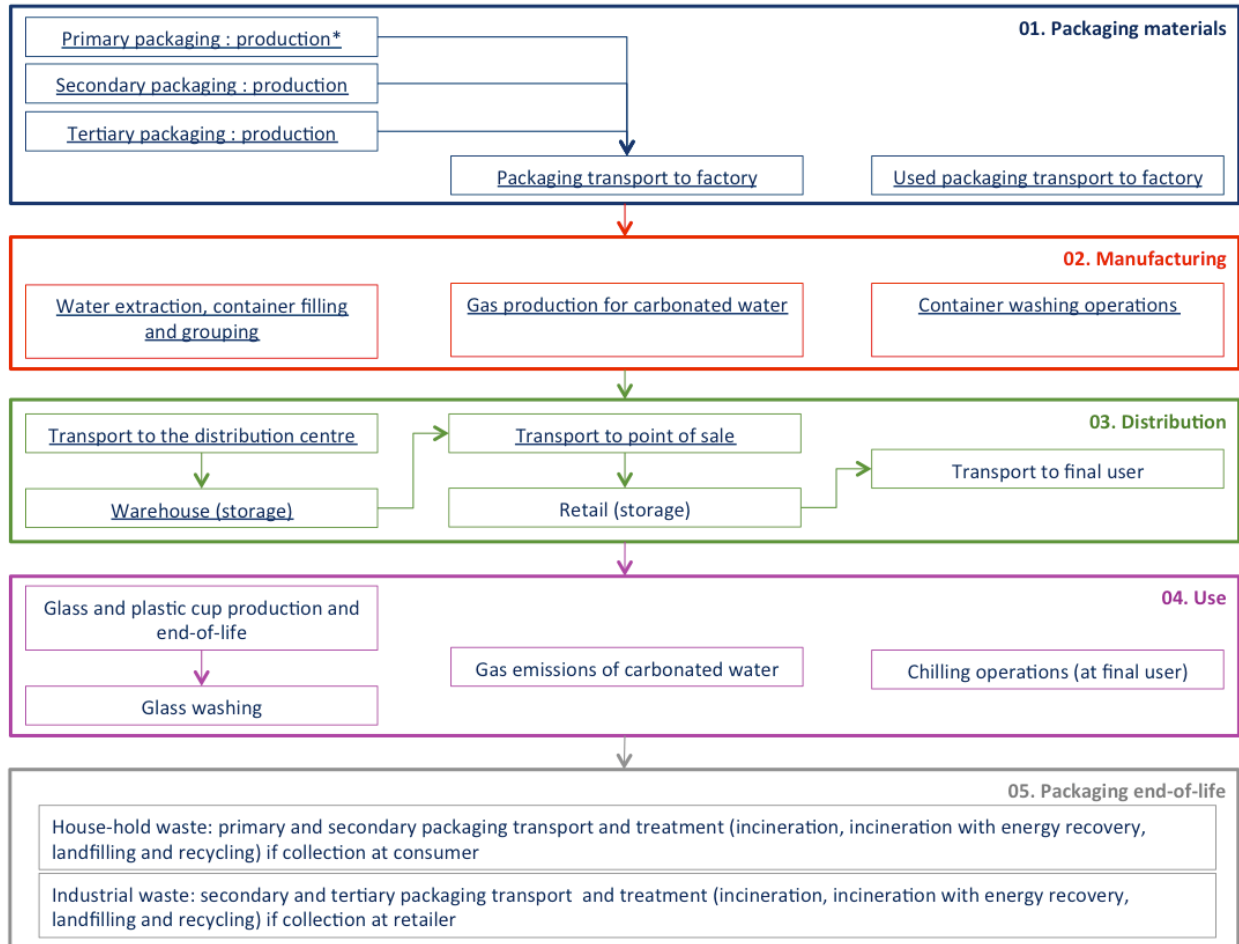 01. Packaging materials
Primary packaging : production*
Secondary packaging : production
Tertiary packaging : production
Packaging transport to factory
Used packaging transport to factory
02. Manufacturing
Water extraction, container filling
and grouping
Gas production for carbonated water
Container washing operations
03. Distribution
Transport to the distribution centre
Transport to point of sale
Transport to final user
Warehouse (storage)
Retail (storage)
04. Use
Glass and plastic cup production and
end-of-life
Gas emissions of carbonated water
Chilling operations (at final user)
Glass washing
05. Packaging end-of-life
House-hold waste: primary and secondary packaging transport and treatment (incineration, incineration with energy recovery,
landfilling and recycling) if collection at consumer
Industrial waste: secondary and tertiary packaging transport  and treatment (incineration, incineration with energy recovery,
landfilling and recycling) if collection at retailer